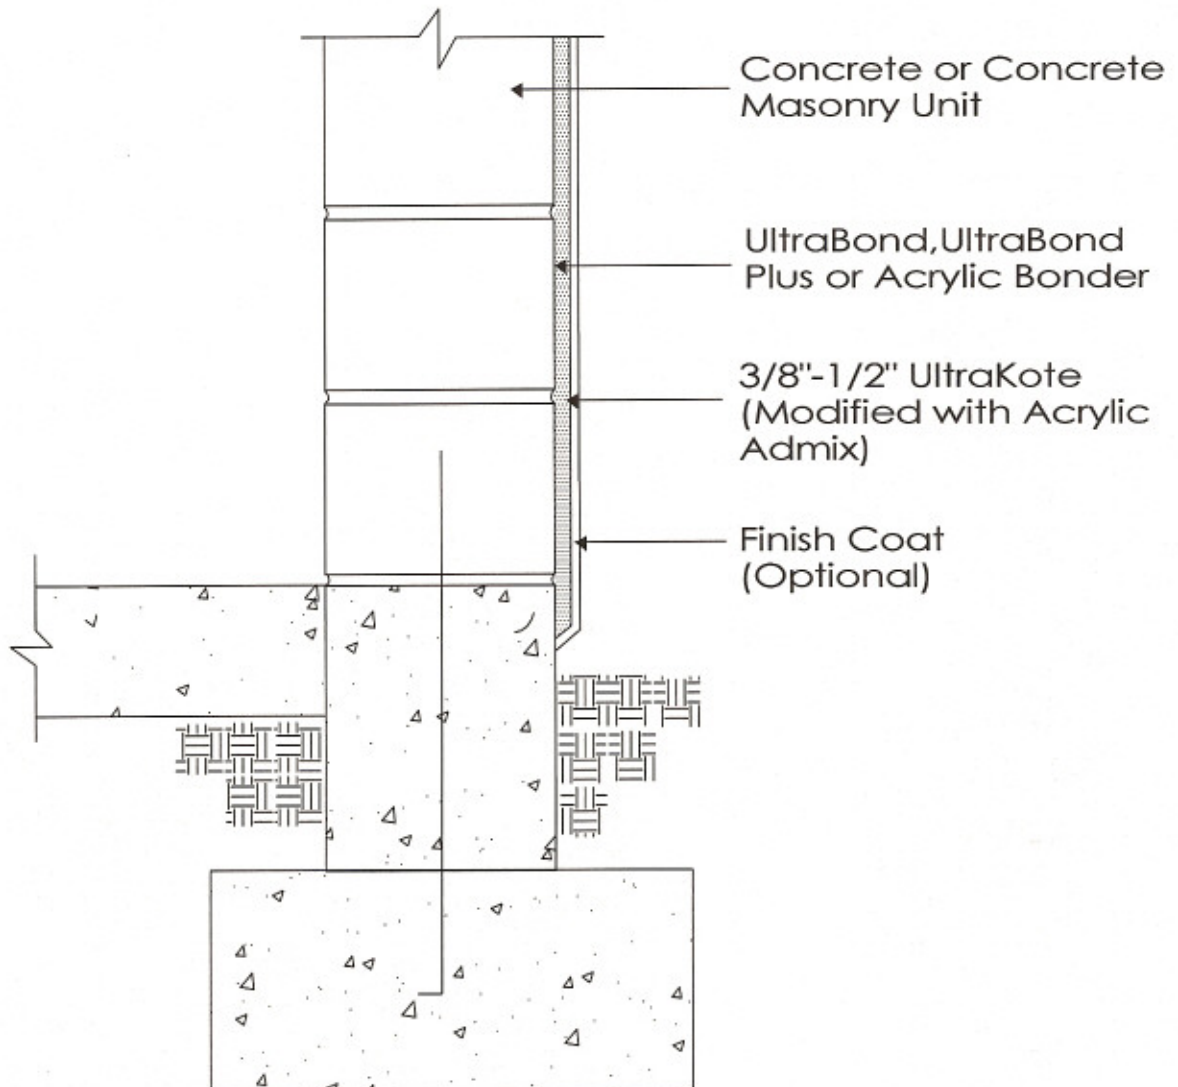 Concrete or Concrete
Masonry Unit
UltraBond,UltraBond
Plus or Acrylic Bonder
3/8"-1/2" UltraKote
(Modified with Acrylic
Admix)
Finish Coat
(Optional)